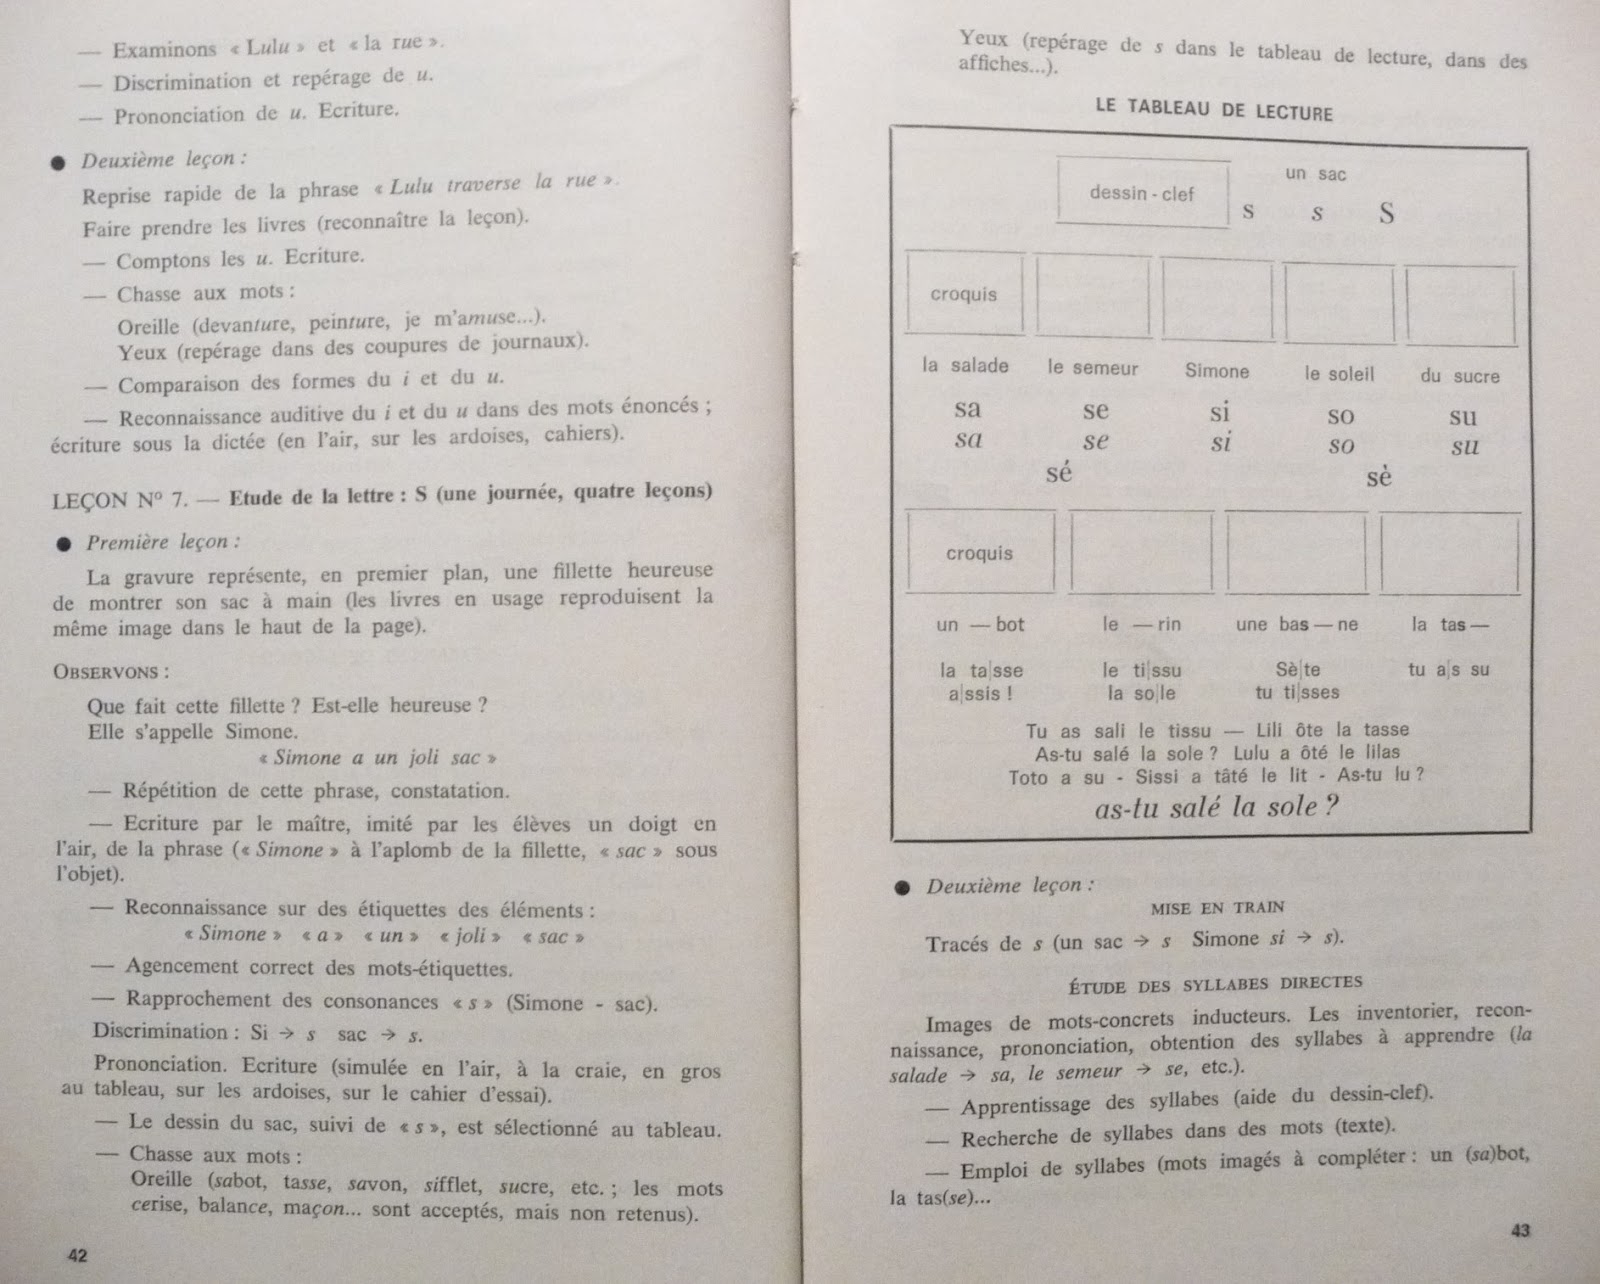 — Examinons « Lulu » et « la rue ».
— Discrimination et repérage de u.
— Prononciation de u. Ecriture.
● Deuxième leçon :
Reprise rapide de la phrase « Lulu traverse la rue ».
Faire prendre les livres (reconnaître la leçon).
— Comptons les u. Ecriture.
— Chasse aux mots :
Oreille (devanture, peinture, je m'amuse...).
Yeux (repérage dans des coupures de journaux).
— Comparaison des formes du i et du u.
— Reconnaissance auditive du i et du u dans des mots énoncés ;
écriture sous la dictée (en l'air, sur les ardoises, cahiers).
LEÇON N° 7. — Etude de la lettre : S (une journée, quatre leçons)
● Première leçon :
La gravure représente, en premier plan, une fillette heureuse
de montrer son sac à main (les livres en usage reproduisent la
même image dans le haut de la page).
OBSERVONS :
Que fait cette fillette ? Est-elle heureuse ?
Elle s'appelle Simone.
« Simone a un joli sac »
— Répétition de cette phrase, constatation.
— Ecriture par le maître, imité par les élèves un doigt en
l'air, de la phrase (« Simone » à l'aplomb de la fillette, « sac » sous
l'objet).
— Reconnaissance sur des étiquettes des éléments :
« Simone » « a » « un » « joli » « sac »
— Agencement correct des mots-étiquettes.
— Rapprochement des consonances « s » (Simone - sac).
Discrimination : Si → s sac → s.
Prononciation. Ecriture (simulée en l'air, à la craie, en gros
au tableau, sur les ardoises, sur le cahier d'essai).
— Le dessin du sac, suivi de « s », est sélectionné au tableau.
— Chasse aux mots :
Oreille (sabot, tasse, savon, sifflet, sucre, etc. ; les mots
cerise, balance, maçon... sont acceptés, mais non retenus).
42
Yeux (repérage de s dans le tableau de lecture, dans des
affiches...).
LE TABLEAU DE LECTURE
un sac
dessin - clef s s S
croquis
la salade le semeur Simone le soleil du sucre
sa se si so su
sa se si so su
sé sè
croquis
un — bot le — rin une bas — ne la tas —
la ta|sse le ti|ssu Sè|te tu a|s su
a|ssis ! la so|le tu ti|sses
Tu as sali le tissu — Lili ôte la tasse
As-tu salé la sole ? Lulu a ôté le lilas
Toto a su - Sissi a tâté le lit - As-tu lu ?
as-tu salé la sole ?
● Deuxième leçon :
MISE EN TRAIN
Tracés de s (un sac → s Simone si → s).
ÉTUDE DES SYLLABES DIRECTES
Images de mots-concrets inducteurs. Les inventorier, recon-
naissance, prononciation, obtention des syllabes à apprendre (la
salade → sa, le semeur → se, etc.).
— Apprentissage des syllabes (aide du dessin-clef).
— Recherche de syllabes dans des mots (texte).
— Emploi de syllabes (mots imagés à compléter : un (sa)bot,
la tas(se)...
43